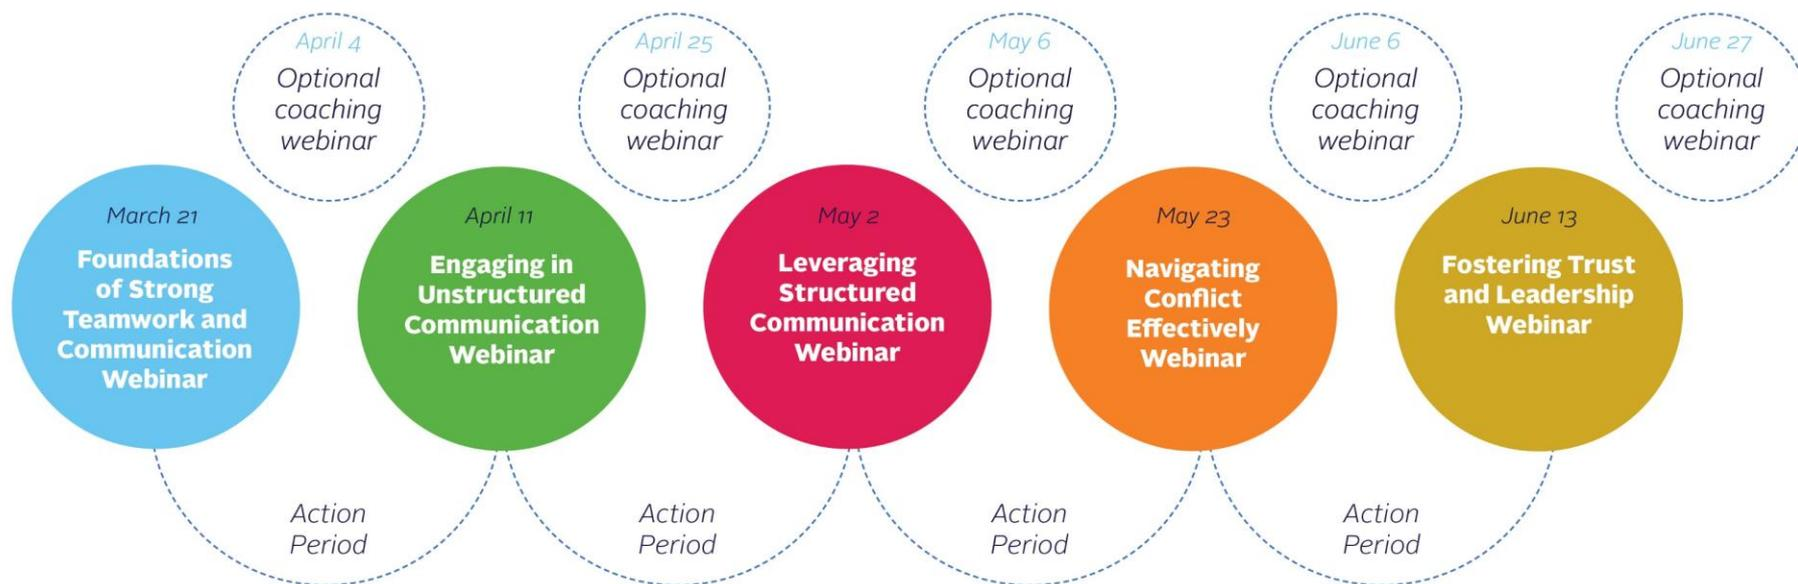 April 4
Optional
coaching
webinar
April 25
Optional
coaching
webinar
May 6
Optional
coaching
webinar
June 6
Optional
coaching
webinar
June 27
Optional
coaching
webinar
March 21
Foundations
of Strong
Teamwork and
Communication
Webinar
April 11
Engaging in
Unstructured
Communication
Webinar
May 2
Leveraging
Structured
Communication
Webinar
May 23
Navigating
Conflict
Effectively
Webinar
June 13
Fostering Trust
and Leadership
Webinar
Action
Period
Action
Period
Action
Period
Action
Period